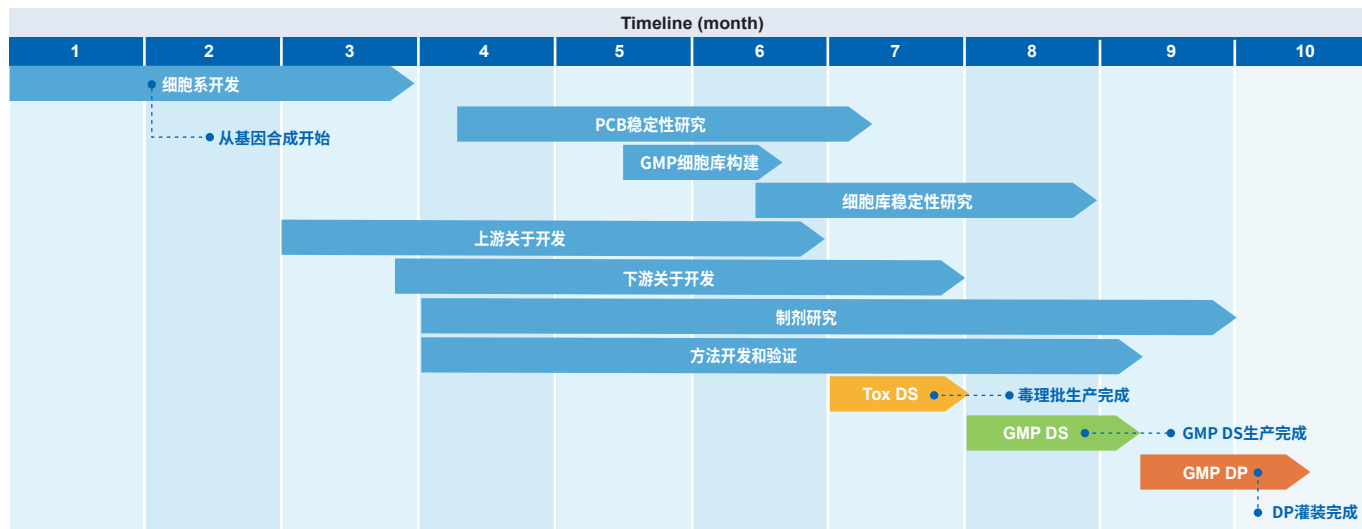 Timeline (month)
1 2 3 4 5 6 7 8 9 10
细胞系开发
从基因合成开始
PCB稳定性研究
GMP细胞库构建
细胞库稳定性研究
上游关于开发
下游关于开发
制剂研究
方法开发和验证
Tox DS 毒理批生产完成
GMP DS GMP DS生产完成
GMP DP
DP灌装完成